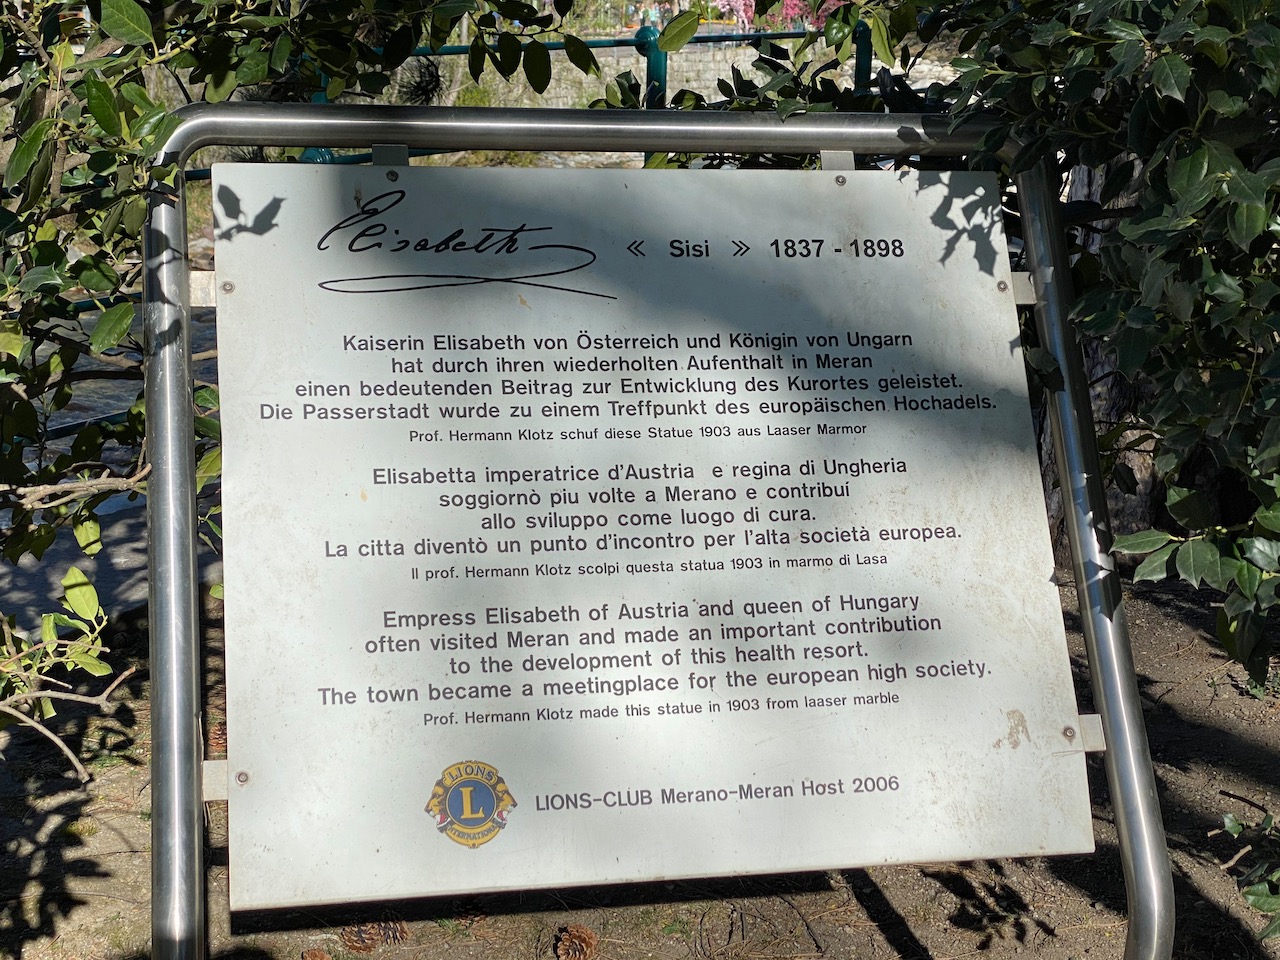 Elisabeth « Sisi » 1837 - 1898
Kaiserin Elisabeth von Österreich und Königin von Ungarn
hat durch ihren wiederholten Aufenthalt in Meran
einen bedeutenden Beitrag zur Entwicklung des Kurortes geleistet.
Die Passerstadt wurde zu einem Treffpunkt des europäischen Hochadels.
Prof. Hermann Klotz schuf diese Statue 1903 aus Laaser Marmor
Elisabetta imperatrice d'Austria e regina di Ungheria
soggiornò piu volte a Merano e contribuí
allo sviluppo come luogo di cura.
La citta diventò un punto d'incontro per l'alta società europea.
Il prof. Hermann Klotz scolpi questa statua 1903 in marmo di Lasa
Empress Elisabeth of Austria and queen of Hungary
often visited Meran and made an important contribution
to the development of this health resort.
The town became a meetingplace for the european high society.
Prof. Hermann Klotz made this statue in 1903 from laaser marble
LIONS
L
INTERNATIONAL
LIONS-CLUB Merano-Meran Host 2006